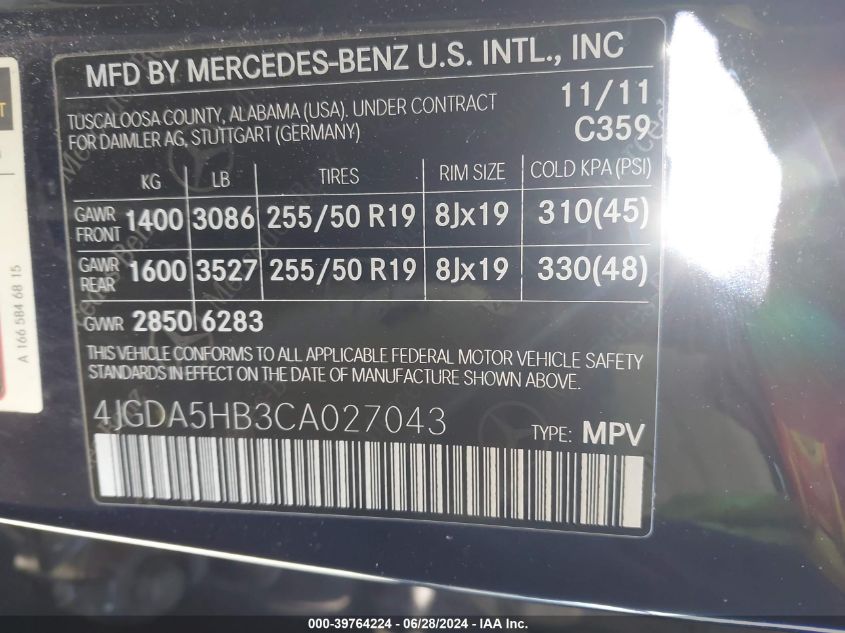 MFD BY MERCEDES-BENZ U.S. INTL., INC
TUSCALOOSA COUNTY, ALABAMA (USA). UNDER CONTRACT
FOR DAIMLER AG, STUTTGART (GERMANY)
11/11
C359
KG LB TIRES RIM SIZE COLD KPA (PSI)
GAWR FRONT 1400 3086 255/50 R19 8Jx19 310(45)
GAWR REAR 1600 3527 255/50 R19 8Jx19 330(48)
GVWR 2850 6283
THIS VEHICLE CONFORMS TO ALL APPLICABLE FEDERAL MOTOR VEHICLE SAFETY
STANDARDS IN EFFECT ON THE DATE OF MANUFACTURE SHOWN ABOVE.
4JGDA5HB3CA027043 TYPE: MPV
A 166 584 68 15
000-39764224 - 06/28/2024 - IAAI.com.